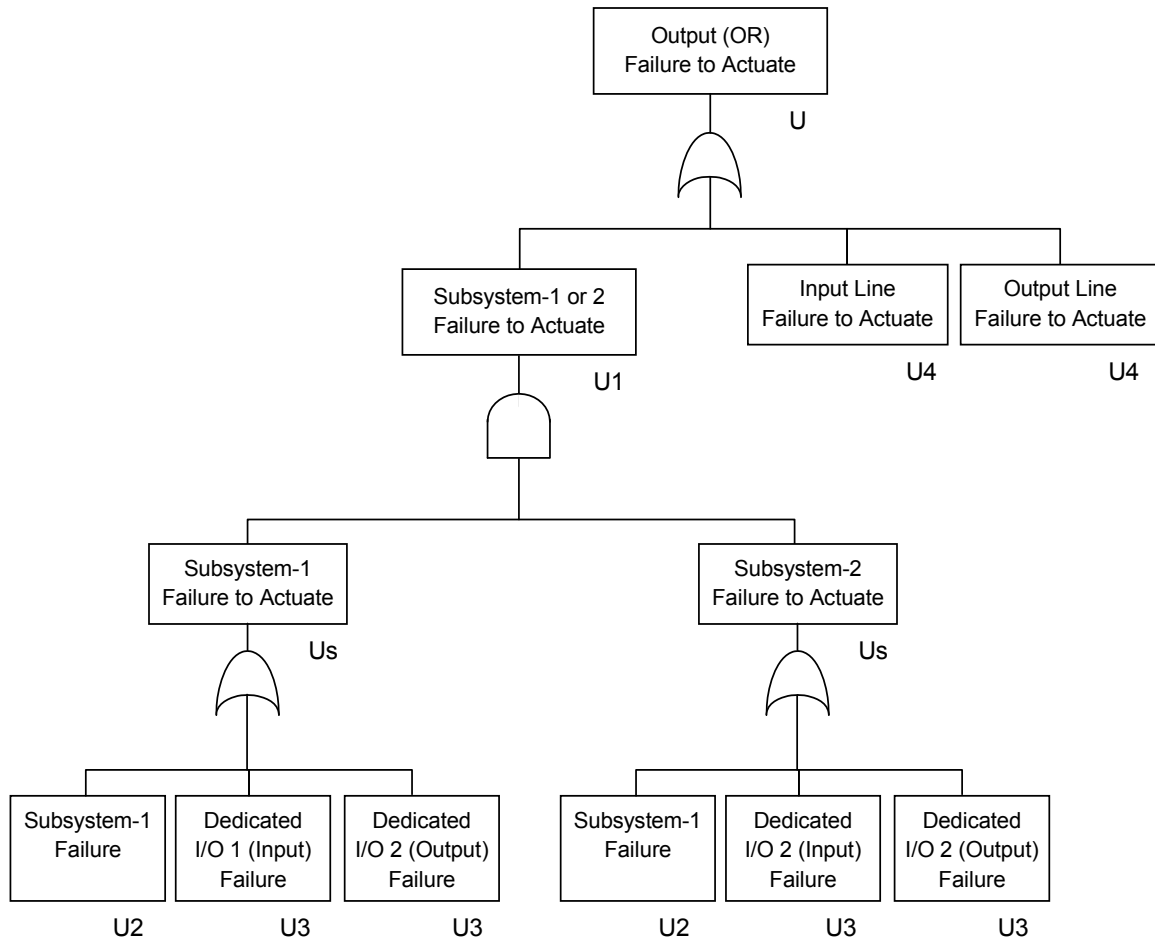 Output (OR)
Failure to Actuate
U
Subsystem-1 or 2
Failure to Actuate
U1
Input Line
Failure to Actuate
U4
Output Line
Failure to Actuate
U4
Subsystem-1
Failure to Actuate
Us
Subsystem-2
Failure to Actuate
Us
Subsystem-1
Failure
U2
Dedicated
I/O 1 (Input)
Failure
U3
Dedicated
I/O 2 (Output)
Failure
U3
Subsystem-1
Failure
U2
Dedicated
I/O 2 (Input)
Failure
U3
Dedicated
I/O 2 (Output)
Failure
U3